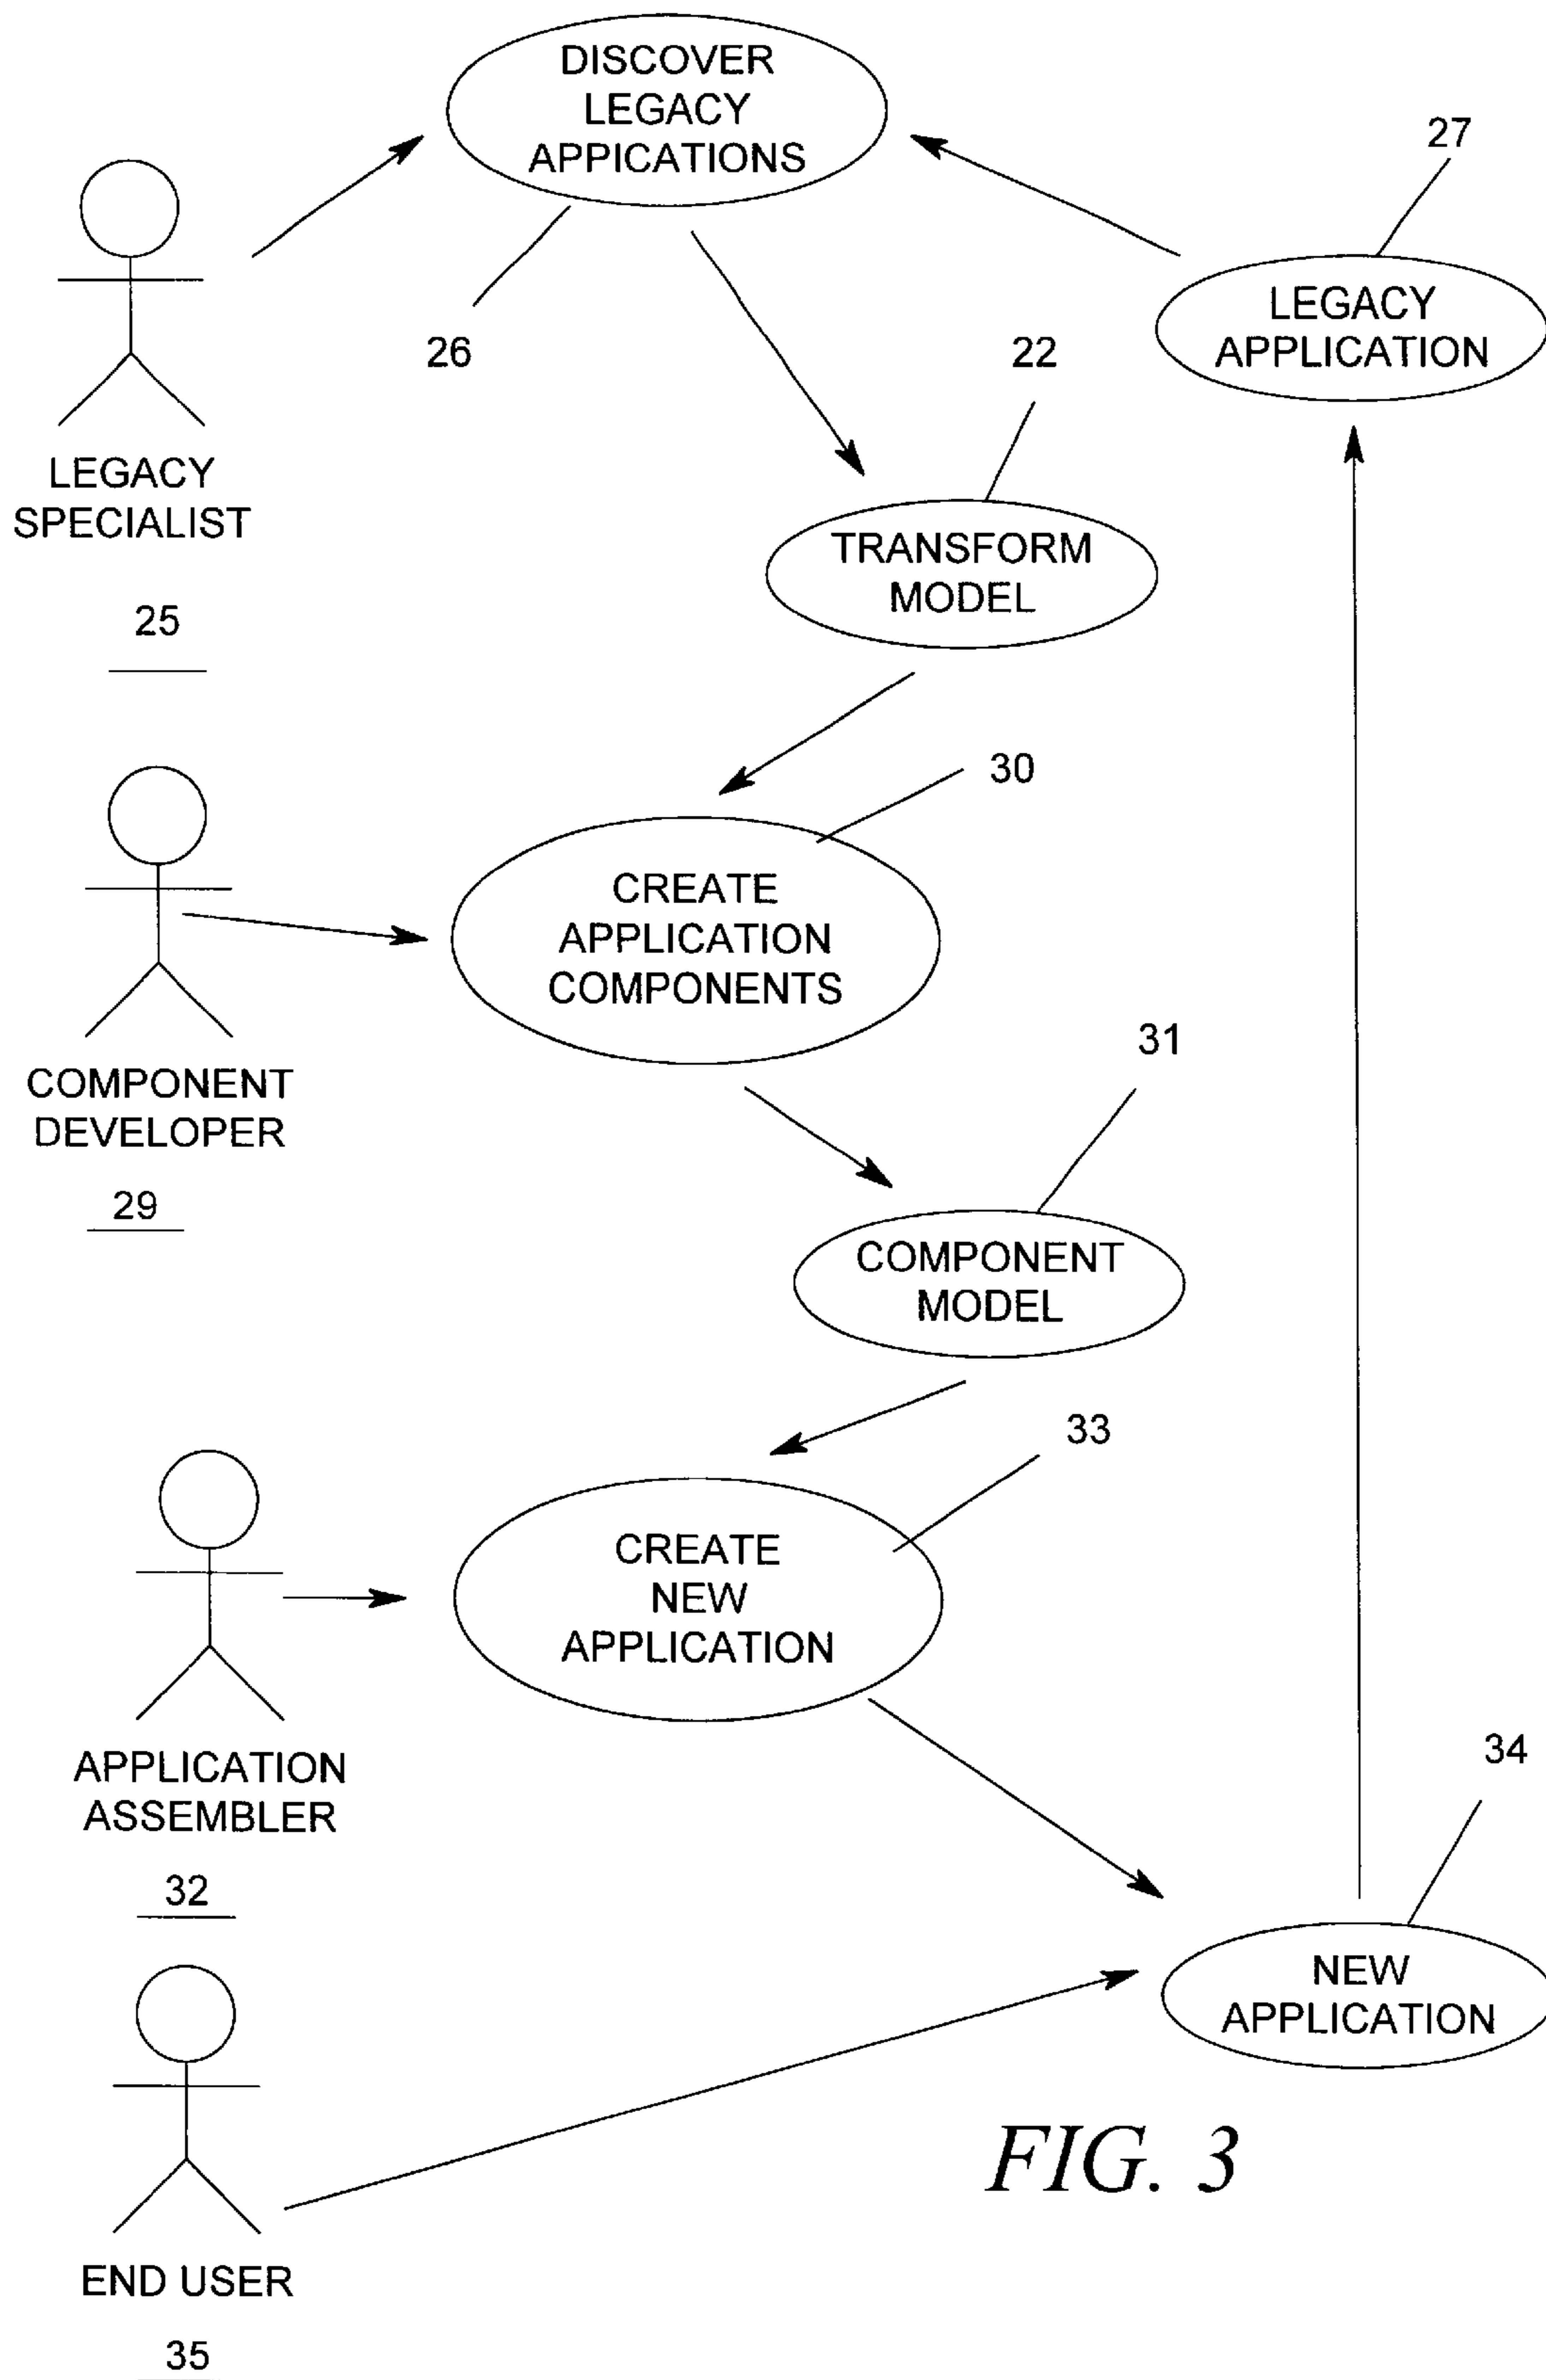 DISCOVER
LEGACY
APPICATIONS
27
LEGACY
APPLICATION
26
22
LEGACY
SPECIALIST
25
TRANSFORM
MODEL
30
CREATE
APPLICATION
COMPONENTS
COMPONENT
DEVELOPER
29
31
COMPONENT
MODEL
33
CREATE
NEW
APPLICATION
APPLICATION
ASSEMBLER
32
34
NEW
APPLICATION
FIG. 3
END USER
35